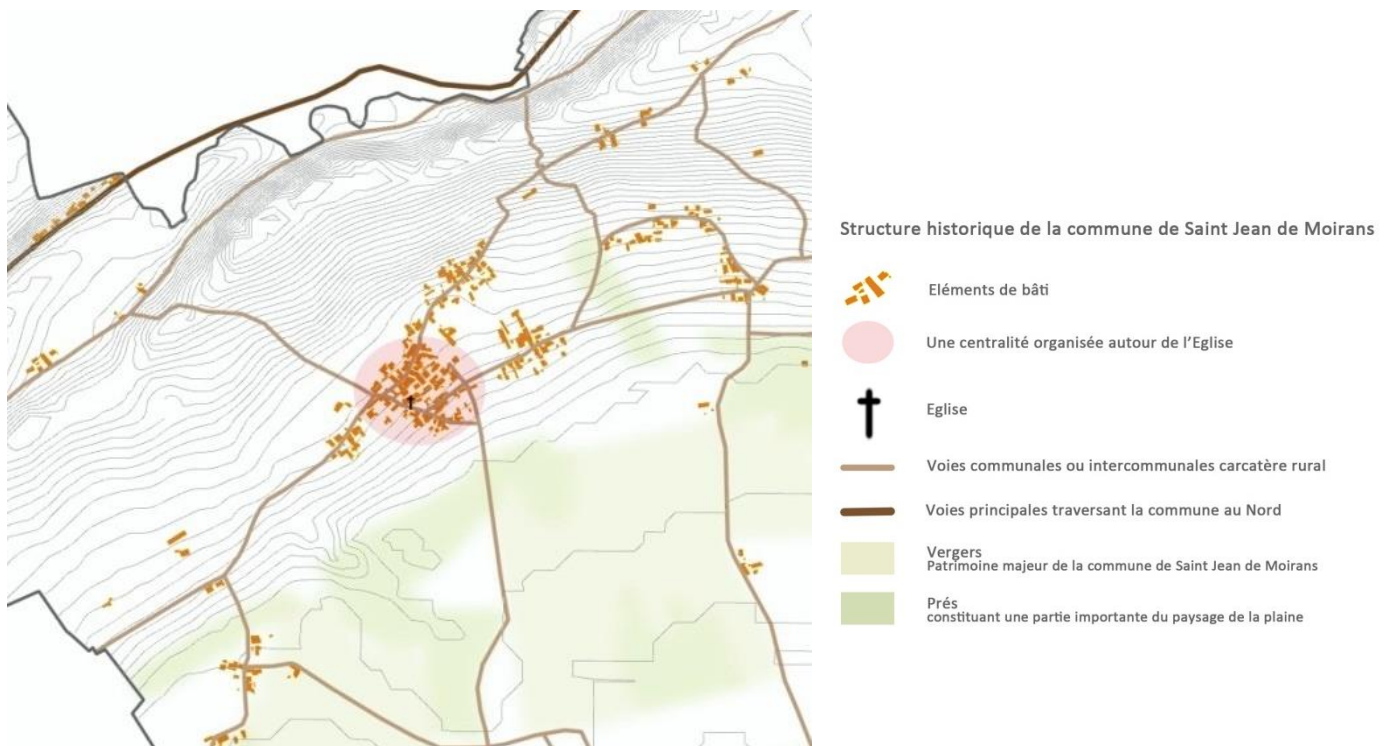 Structure historique de la commune de Saint Jean de Moirans
Eléments de bâti
Une centralité organisée autour de l'Eglise
Eglise
Voies communales ou intercommunales carcatère rural
Voies principales traversant la commune au Nord
Vergers
Patrimoine majeur de la commune de Saint Jean de Moirans
Prés
constituant une partie importante du paysage de la plaine